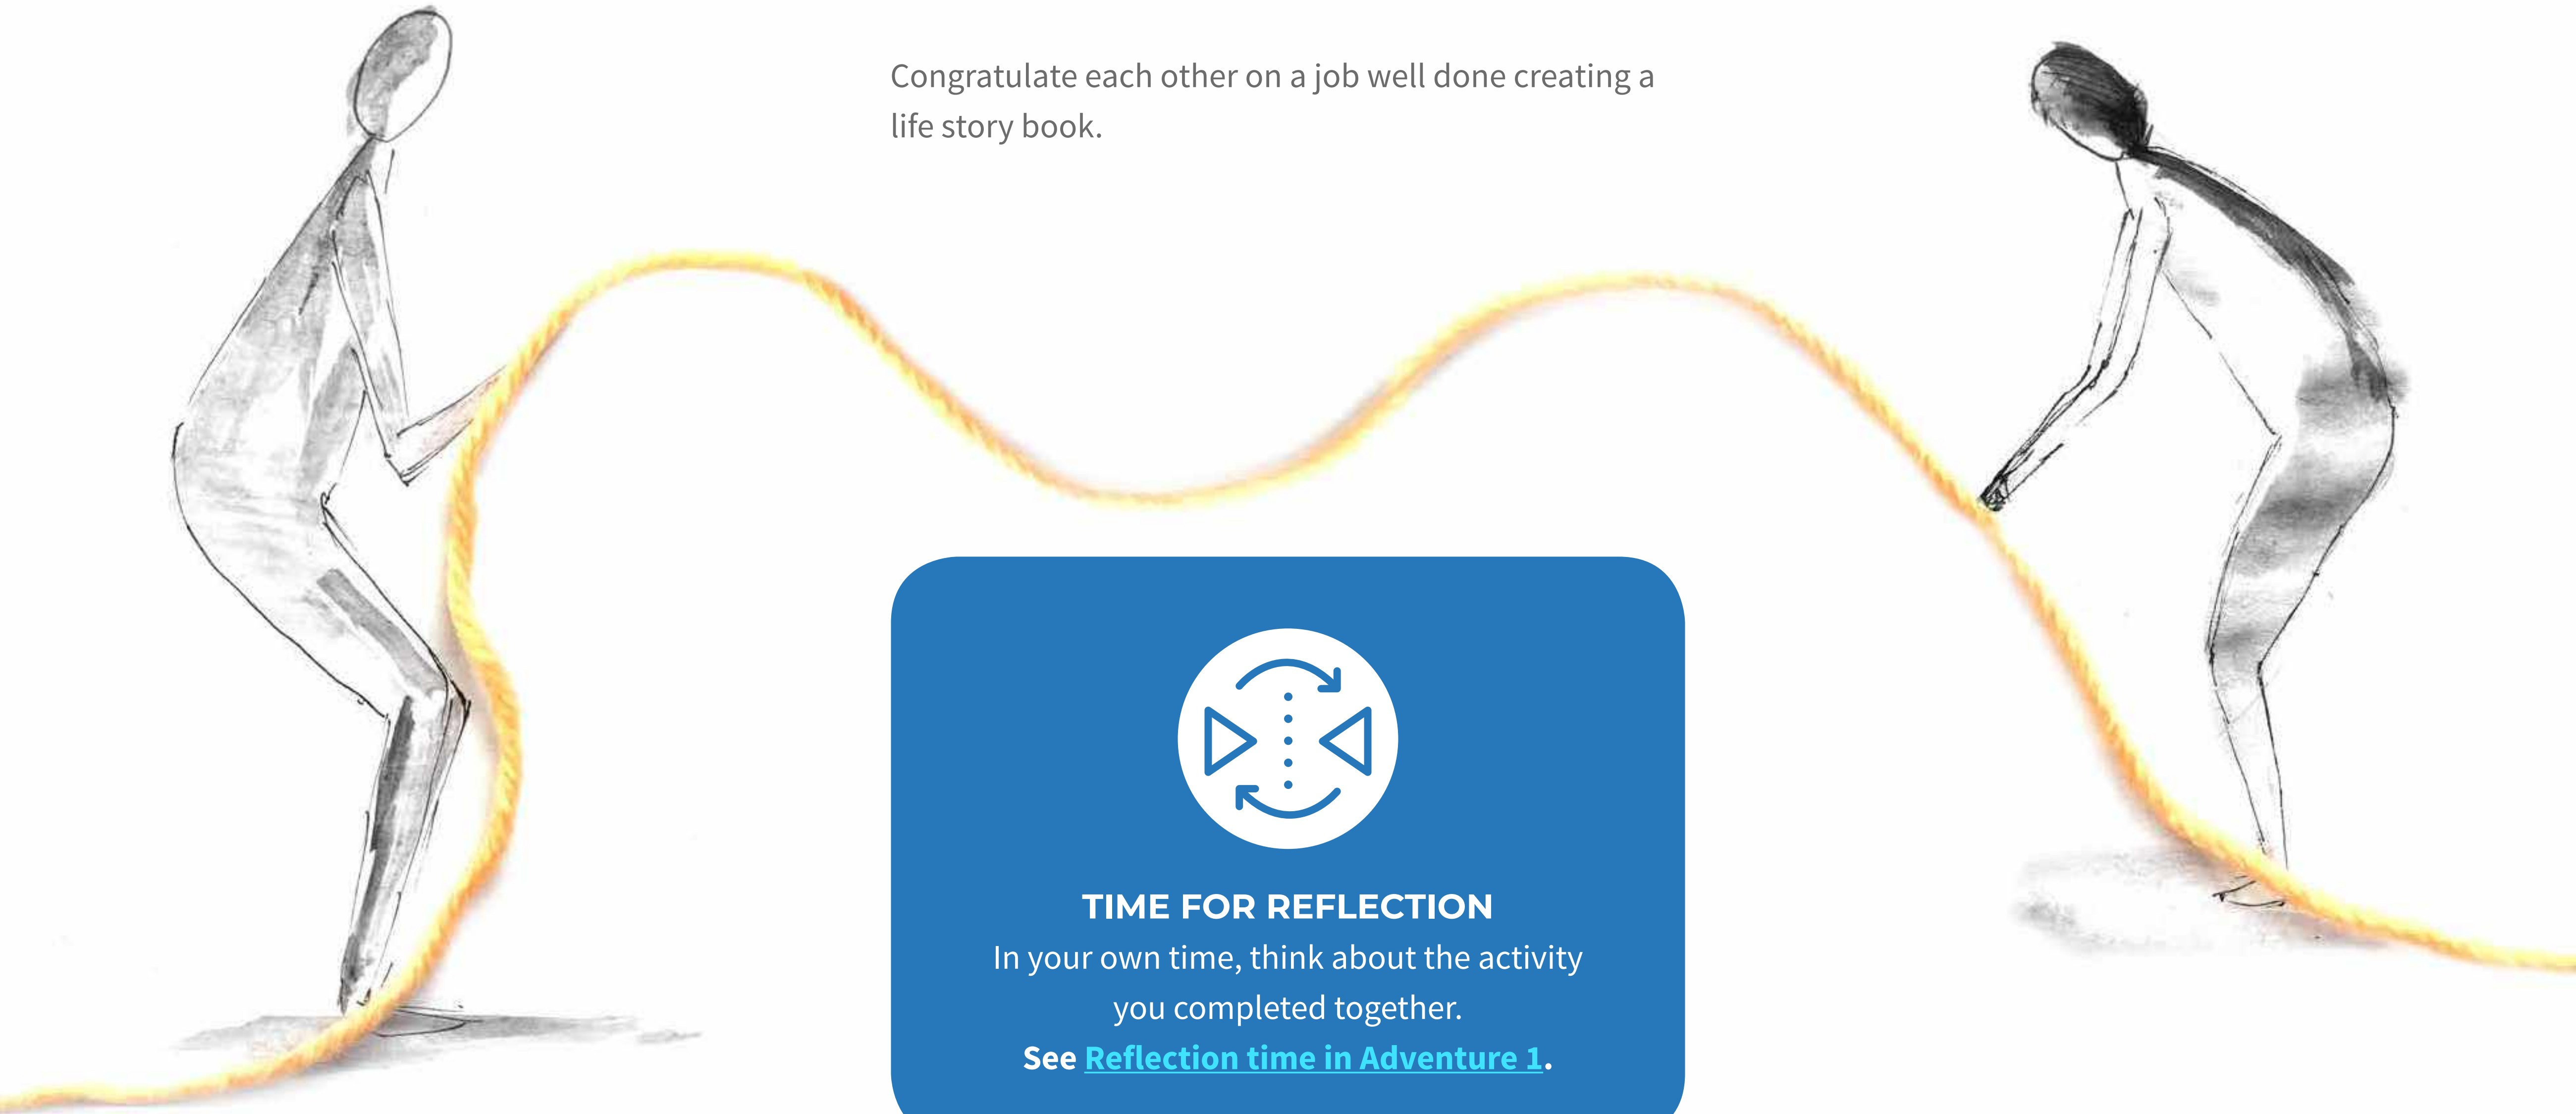 Congratulate each other on a job well done creating a
life story book.
TIME FOR REFLECTION
In your own time, think about the activity
you completed together.
See Reflection time in Adventure 1.